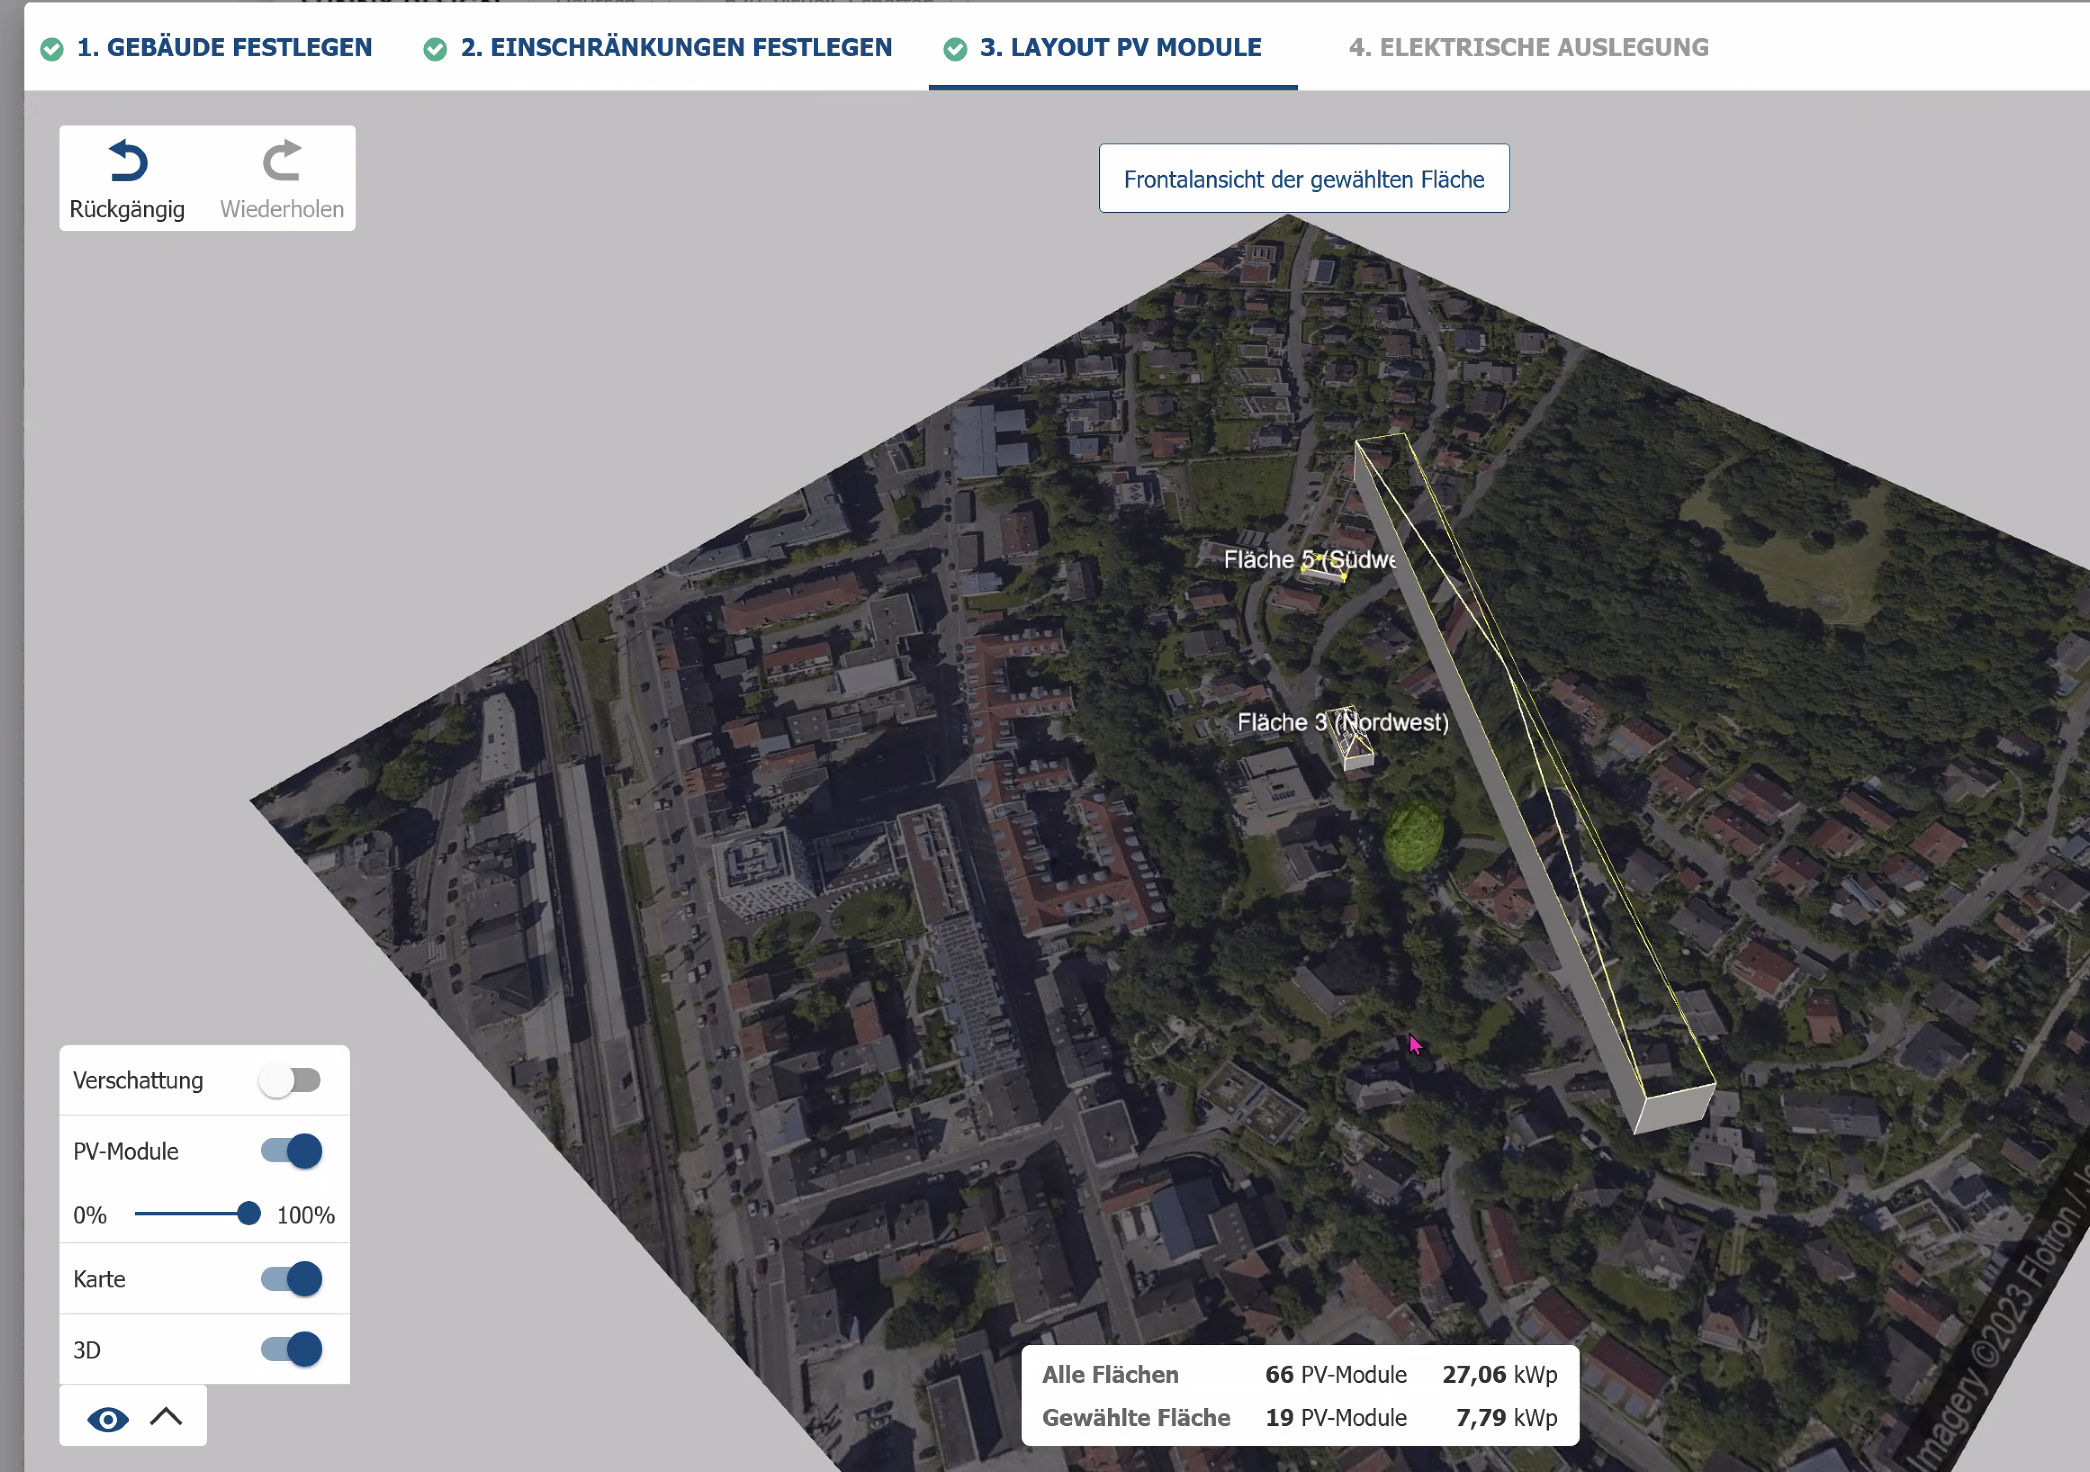 1. GEBÄUDE FESTLEGEN
2. EINSCHRÄNKUNGEN FESTLEGEN
3. LAYOUT PV MODULE
4. ELEKTRISCHE AUSLEGUNG
Rückgängig
Wiederholen
Frontalansicht der gewählten Fläche
Fläche 5 (Südwe
Fläche 3 (Nordwest)
Verschattung
PV-Module
0% 100%
Karte
3D
Alle Flächen 66 PV-Module 27,06 kWp
Gewählte Fläche 19 PV-Module 7,79 kWp
Imagery ©2023 Flotron /